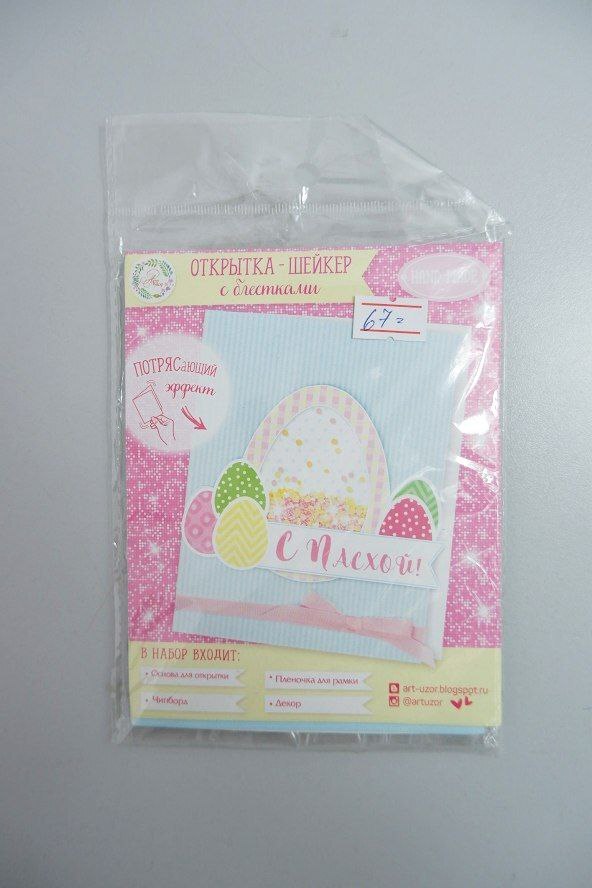 ОТКРЫТКА - ШЕЙКЕР
с блестками
HAND MADE
67=
ПОТРЯСающий
эффект
С ПАСХОЙ!
В НАБОР ВХОДИТ:
• Основа для открытки
• Пленочка для рамки
• Чипборд
• Декор
art-uzor.blogspot.ru
@artuzor